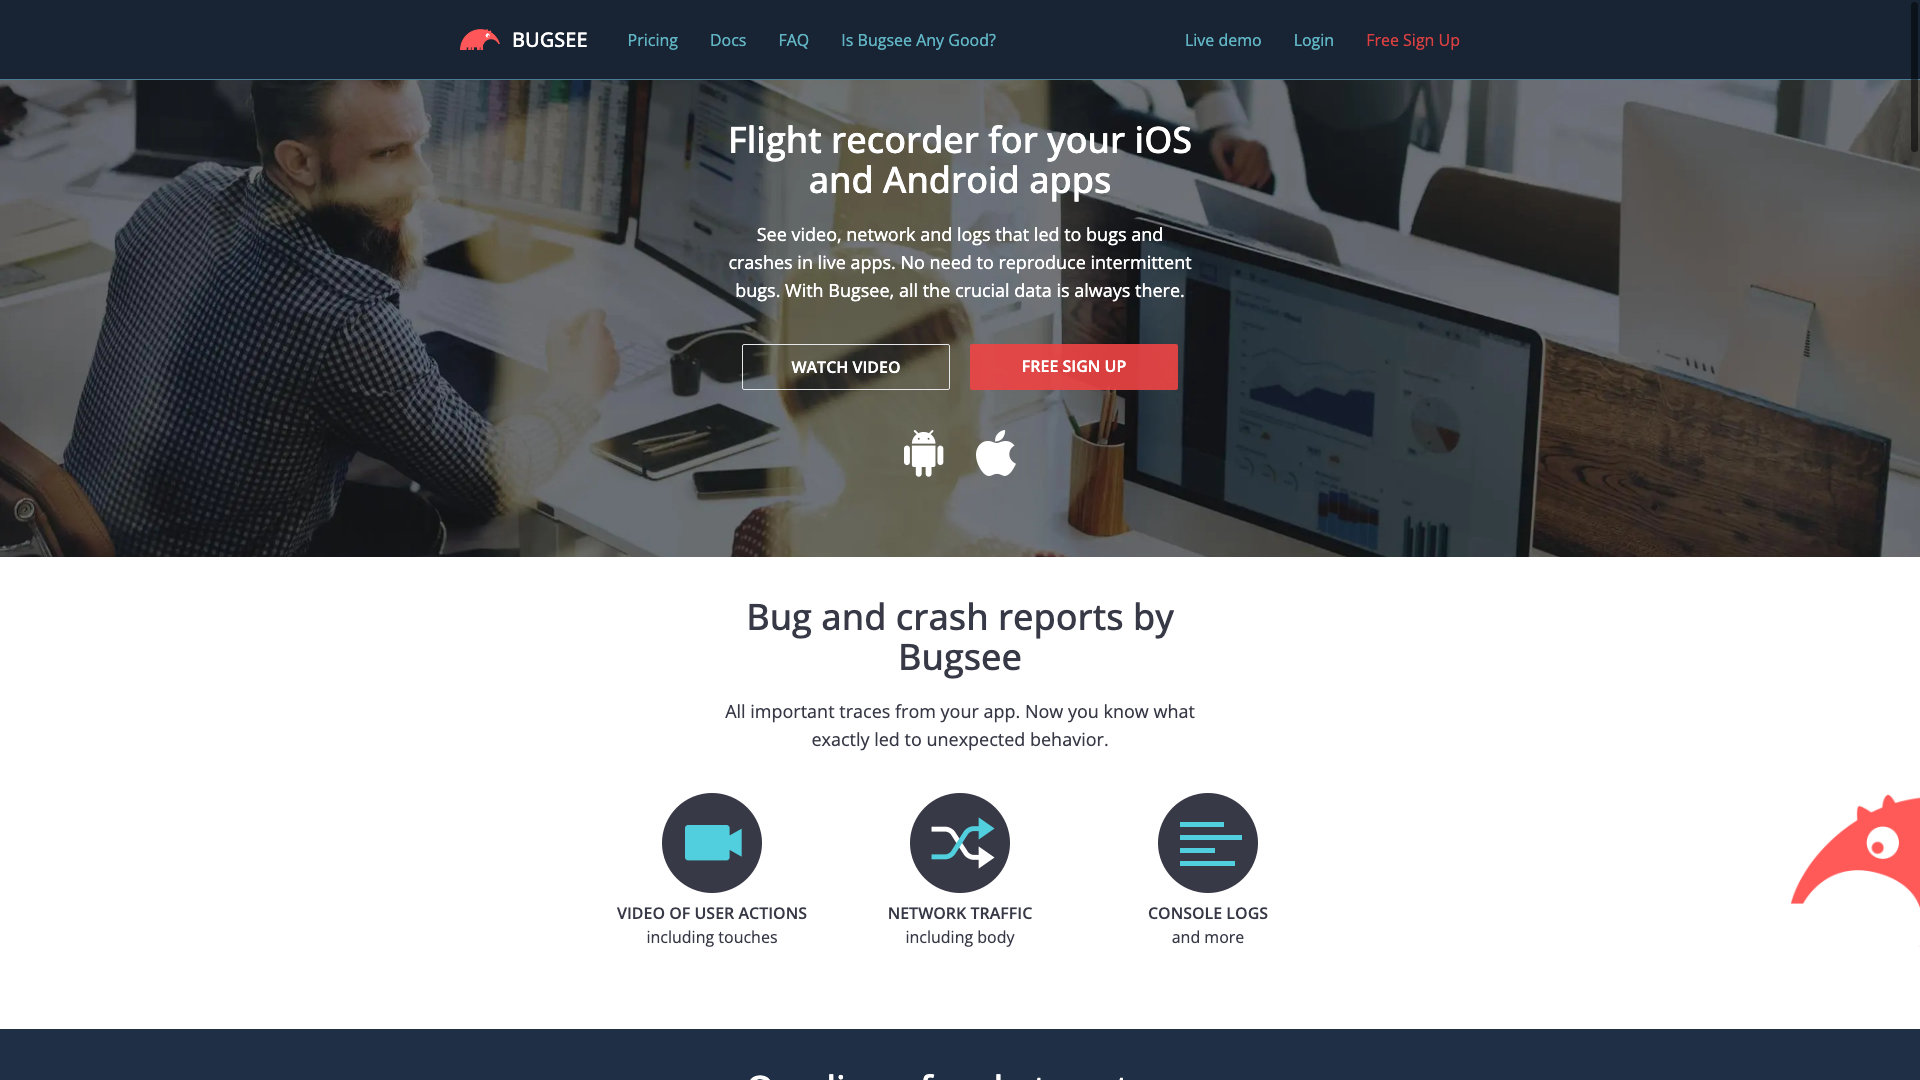 BUGSEE
Pricing
Docs
FAQ
Is Bugsee Any Good?
Live demo
Login
Free Sign Up
Flight recorder for your iOS
and Android apps
See video, network and logs that led to bugs and
crashes in live apps. No need to reproduce intermittent
bugs. With Bugsee, all the crucial data is always there.
WATCH VIDEO
FREE SIGN UP
Bug and crash reports by
Bugsee
All important traces from your app. Now you know what
exactly led to unexpected behavior.
VIDEO OF USER ACTIONS
including touches
NETWORK TRAFFIC
including body
CONSOLE LOGS
and more